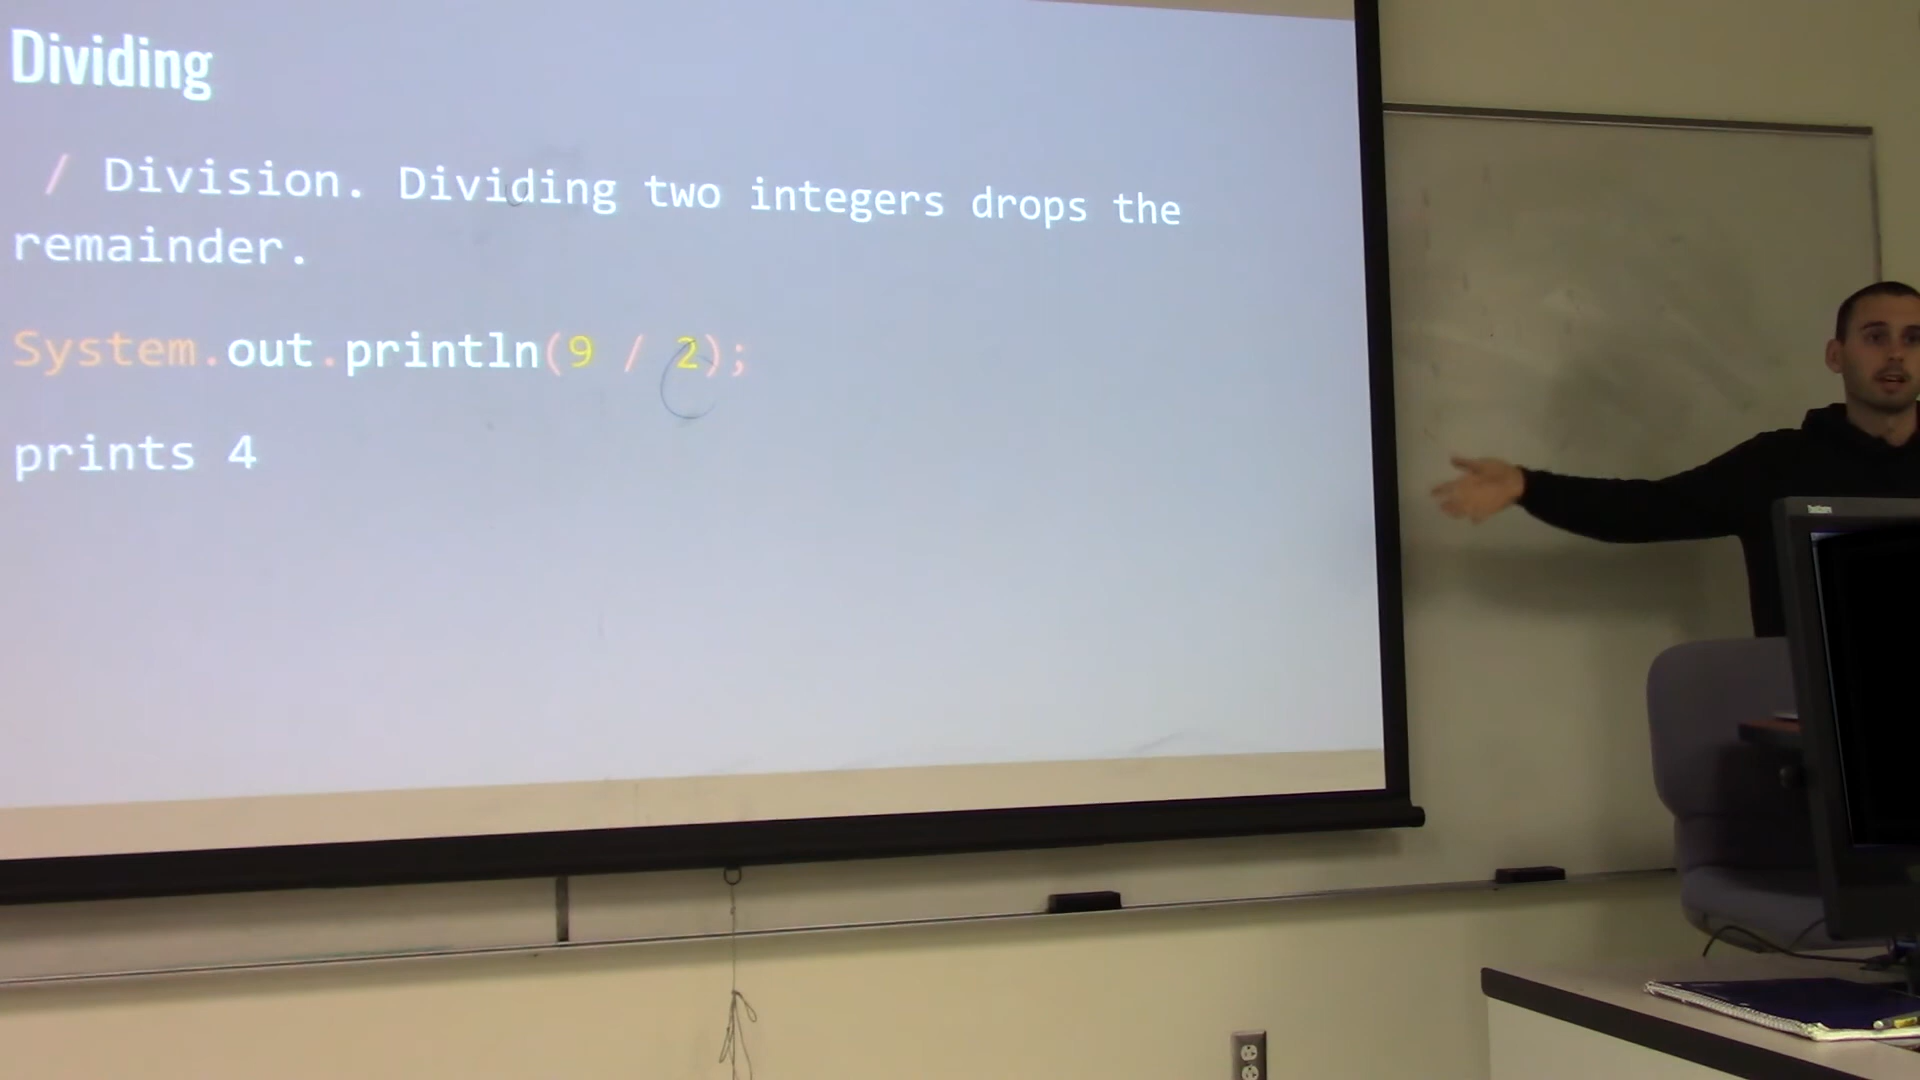 Dividing
/ Division. Dividing two integers drops the
remainder.
System.out.println(9 / 2);
prints 4